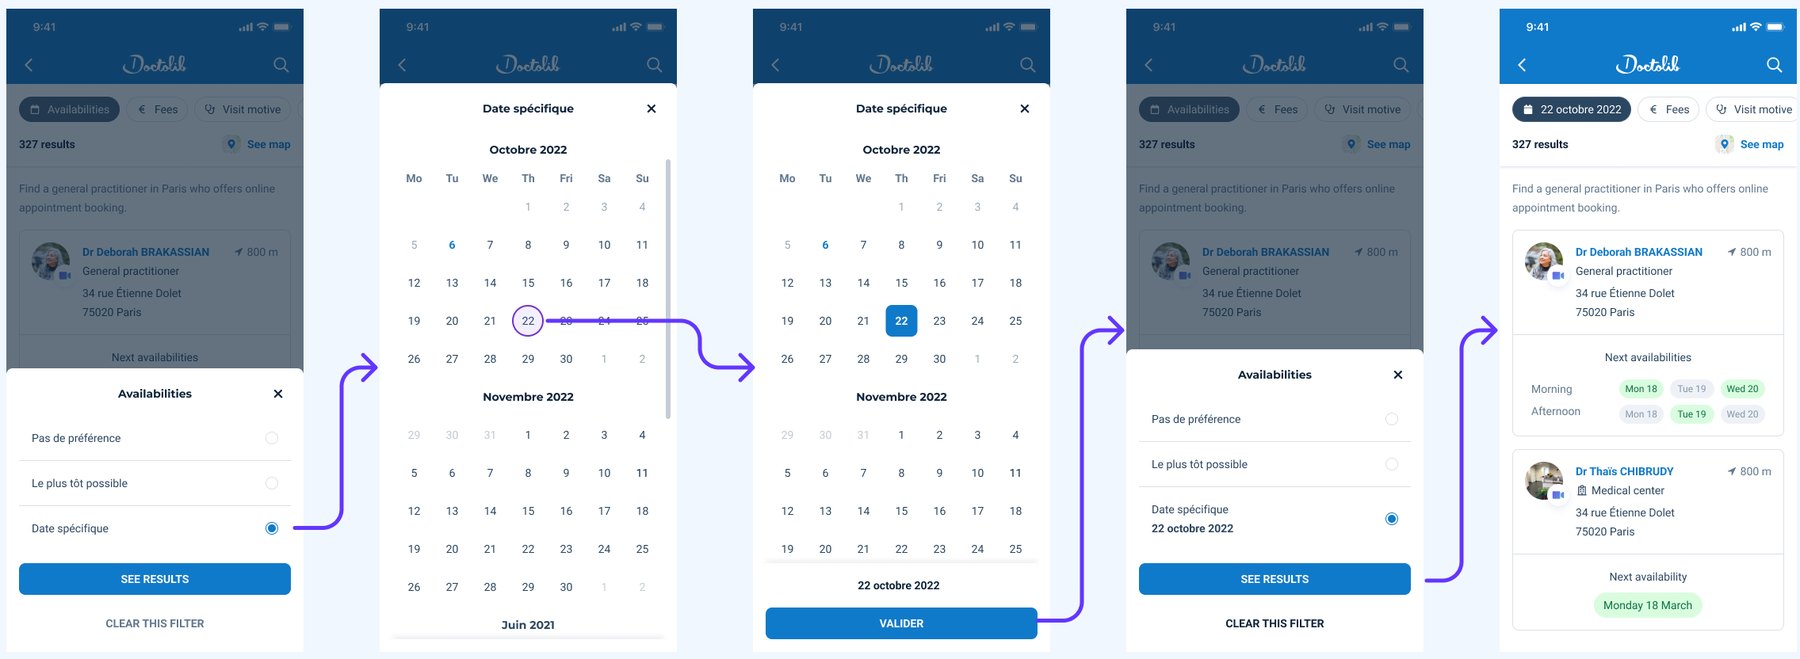 9:41
Doctolib
Availabilities
€ Fees
Visit motive
327 results
See map
Find a general practitioner in Paris who offers online
appointment booking.
Dr Deborah BRAKASSIAN
800 m
General practitioner
34 rue Étienne Dolet
75020 Paris
Next availabilities
Availabilities
Pas de préférence
Le plus tôt possible
Date spécifique
SEE RESULTS
CLEAR THIS FILTER
9:41
Doctolib
Date spécifique
Octobre 2022
Mo Tu We Th Fri Sa Su
1 2 3 4
5 6 7 8 9 10 11
12 13 14 15 16 17 18
19 20 21 22 23 24 25
26 27 28 29 30 1 2
Novembre 2022
29 30 31 1 2 3 4
5 6 7 8 9 10 11
12 13 14 15 16 17 18
19 20 21 22 23 24 25
26 27 28 29 30 1 2
Juin 2021
9:41
Doctolib
Date spécifique
Octobre 2022
Mo Tu We Th Fri Sa Su
1 2 3 4
5 6 7 8 9 10 11
12 13 14 15 16 17 18
19 20 21 22 23 24 25
26 27 28 29 30 1 2
Novembre 2022
29 30 31 1 2 3 4
5 6 7 8 9 10 11
12 13 14 15 16 17 18
19 20 21 22 23 24 25
22 octobre 2022
VALIDER
9:41
Doctolib
Availabilities
€ Fees
Visit motive
327 results
See map
Find a general practitioner in Paris who offers online
appointment booking.
Dr Deborah BRAKASSIAN
800 m
General practitioner
34 rue Étienne Dolet
75020 Paris
Availabilities
Pas de préférence
Le plus tôt possible
Date spécifique
22 octobre 2022
SEE RESULTS
CLEAR THIS FILTER
9:41
Doctolib
22 octobre 2022
€ Fees
Visit motive
327 results
See map
Find a general practitioner in Paris who offers online
appointment booking.
Dr Deborah BRAKASSIAN
800 m
General practitioner
34 rue Étienne Dolet
75020 Paris
Next availabilities
Morning Mon 18 Tue 19 Wed 20
Afternoon Mon 18 Tue 19 Wed 20
Dr Thaïs CHIBRUDY
800 m
Medical center
34 rue Étienne Dolet
75020 Paris
Next availability
Monday 18 March